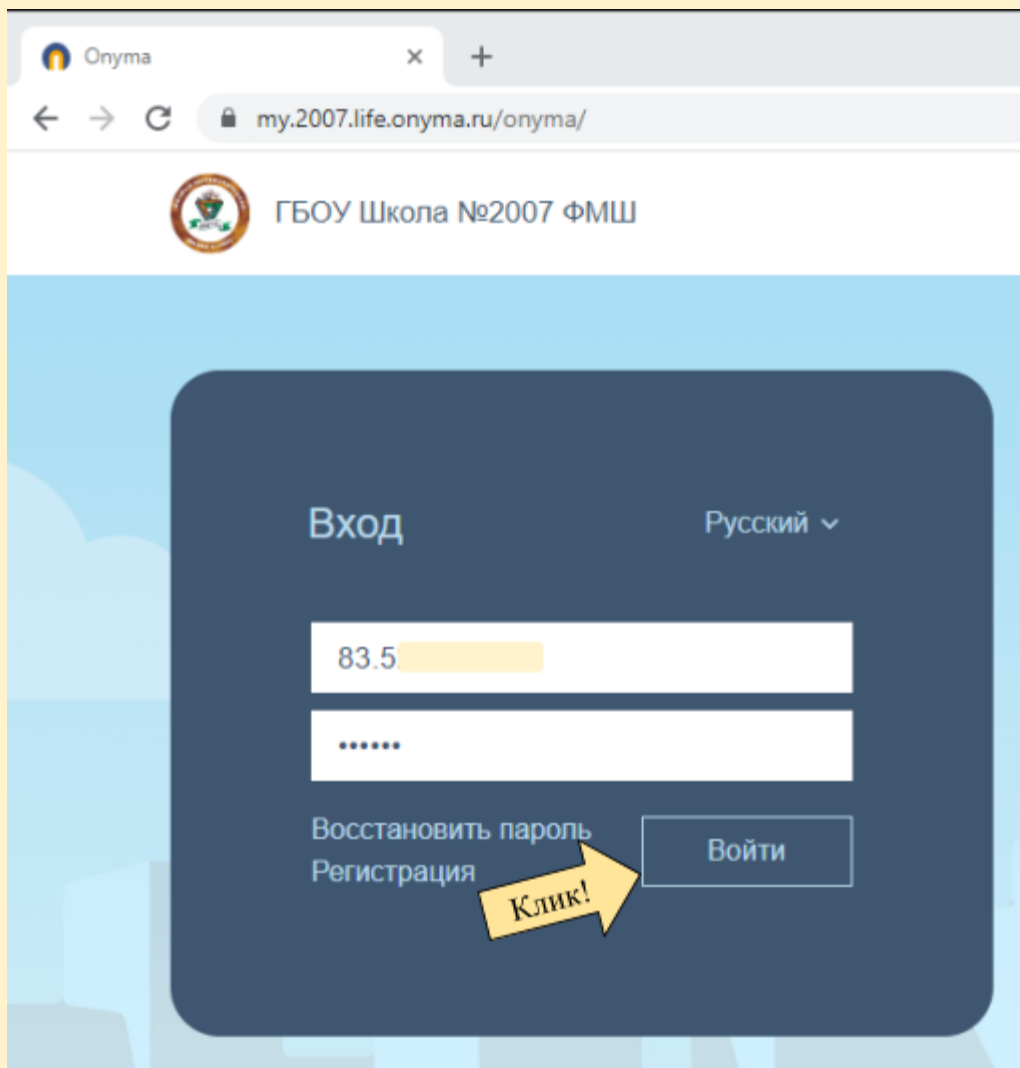 Onyma
my.2007.life.onyma.ru/onyma/
ГБОУ Школа №2007 ФМШ
Вход
Русский
83.5
••••••
Восстановить пароль
Регистрация
Войти
Клик!